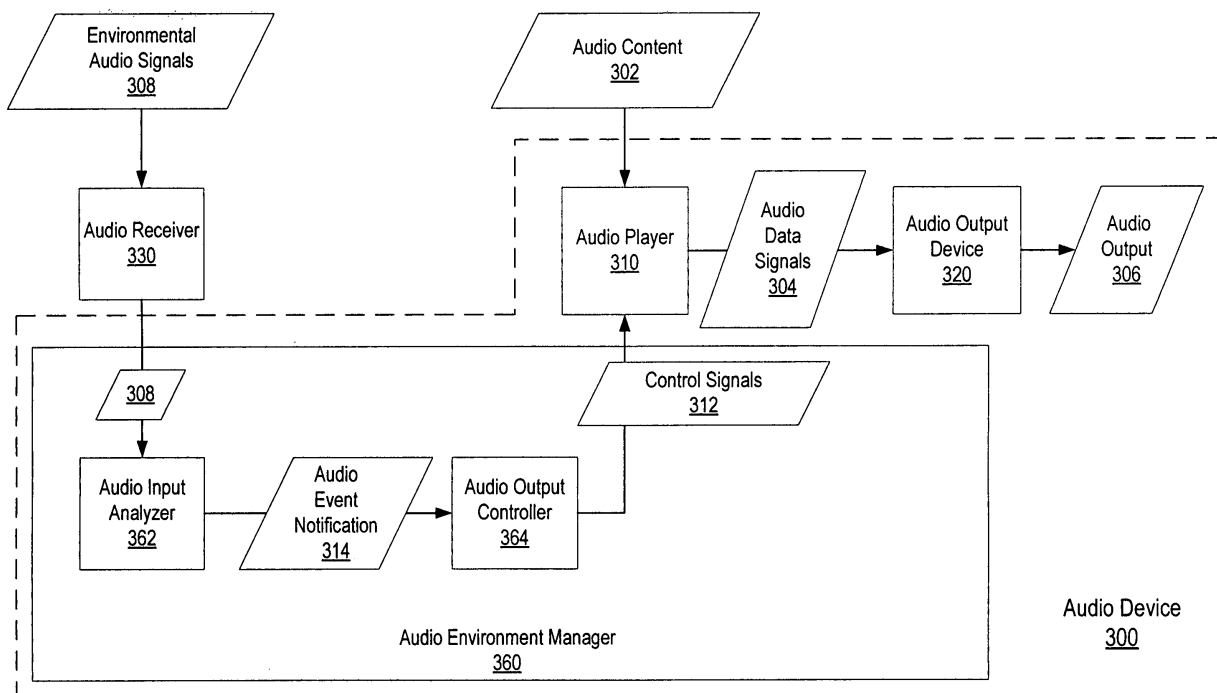 Environmental
Audio Signals
308
Audio Content
302
Audio Receiver
330
Audio Player
310
Audio
Data
Signals
304
Audio Output
Device
320
Audio
Output
306
308
Control Signals
312
Audio Input
Analyzer
362
Audio
Event
Notification
314
Audio Output
Controller
364
Audio Environment Manager
360
Audio Device
300